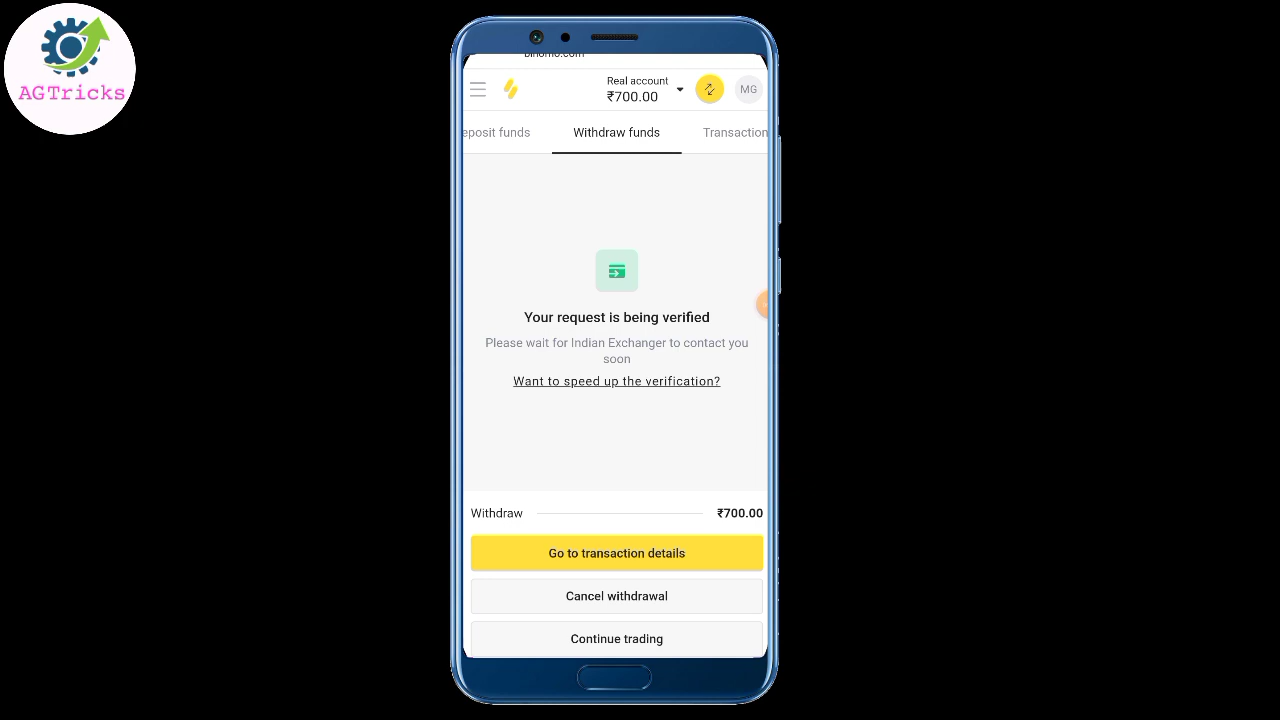 AGTricks
binomo.com
Real account
₹700.00
MG
eposit funds
Withdraw funds
Transaction
Your request is being verified
Please wait for Indian Exchanger to contact you
soon
Want to speed up the verification?
Withdraw
₹700.00
Go to transaction details
Cancel withdrawal
Continue trading